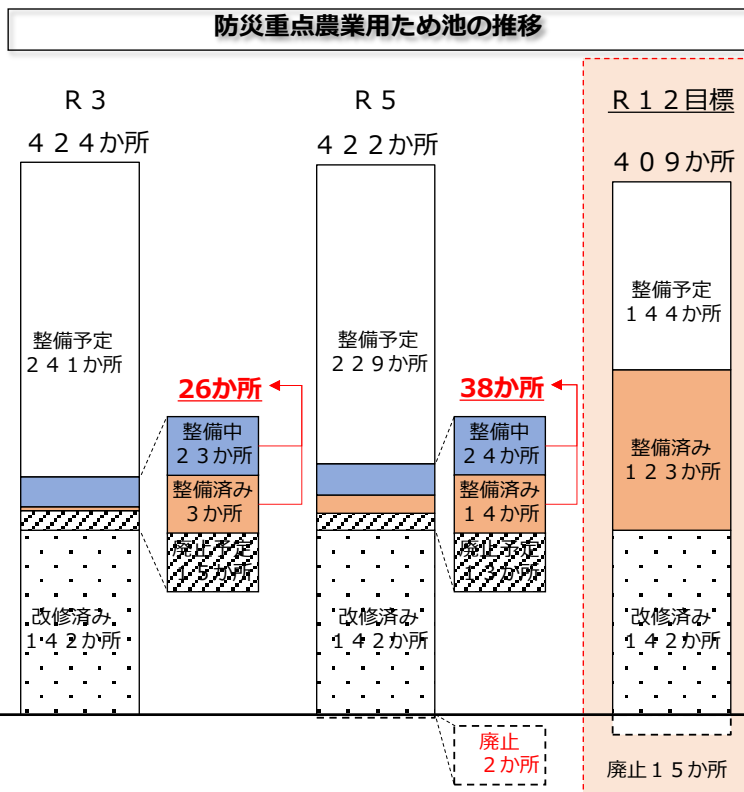 防災重点農業用ため池の推移
Ｒ３
４２４か所
整備予定
２４１か所
26か所
整備中
２３か所
整備済み
３か所
廃止予定
１５か所
改修済み
１４２か所
Ｒ５
４２２か所
整備予定
２２９か所
38か所
整備中
２４か所
整備済み
１４か所
廃止予定
１３か所
改修済み
１４２か所
廃止
２か所
Ｒ１２目標
４０９か所
整備予定
１４４か所
整備済み
１２３か所
改修済み
１４２か所
廃止１５か所